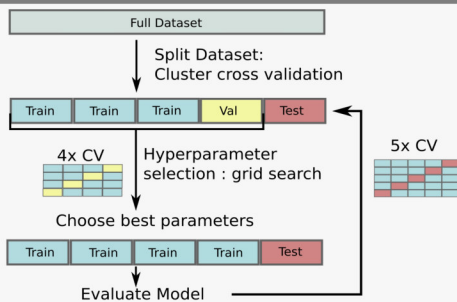 Full Dataset
Split Dataset:
Cluster cross validation
Train Train Train Val Test
4x CV
Hyperparameter
selection : grid search
5x CV
Choose best parameters
Train Train Train Train Test
Evaluate Model